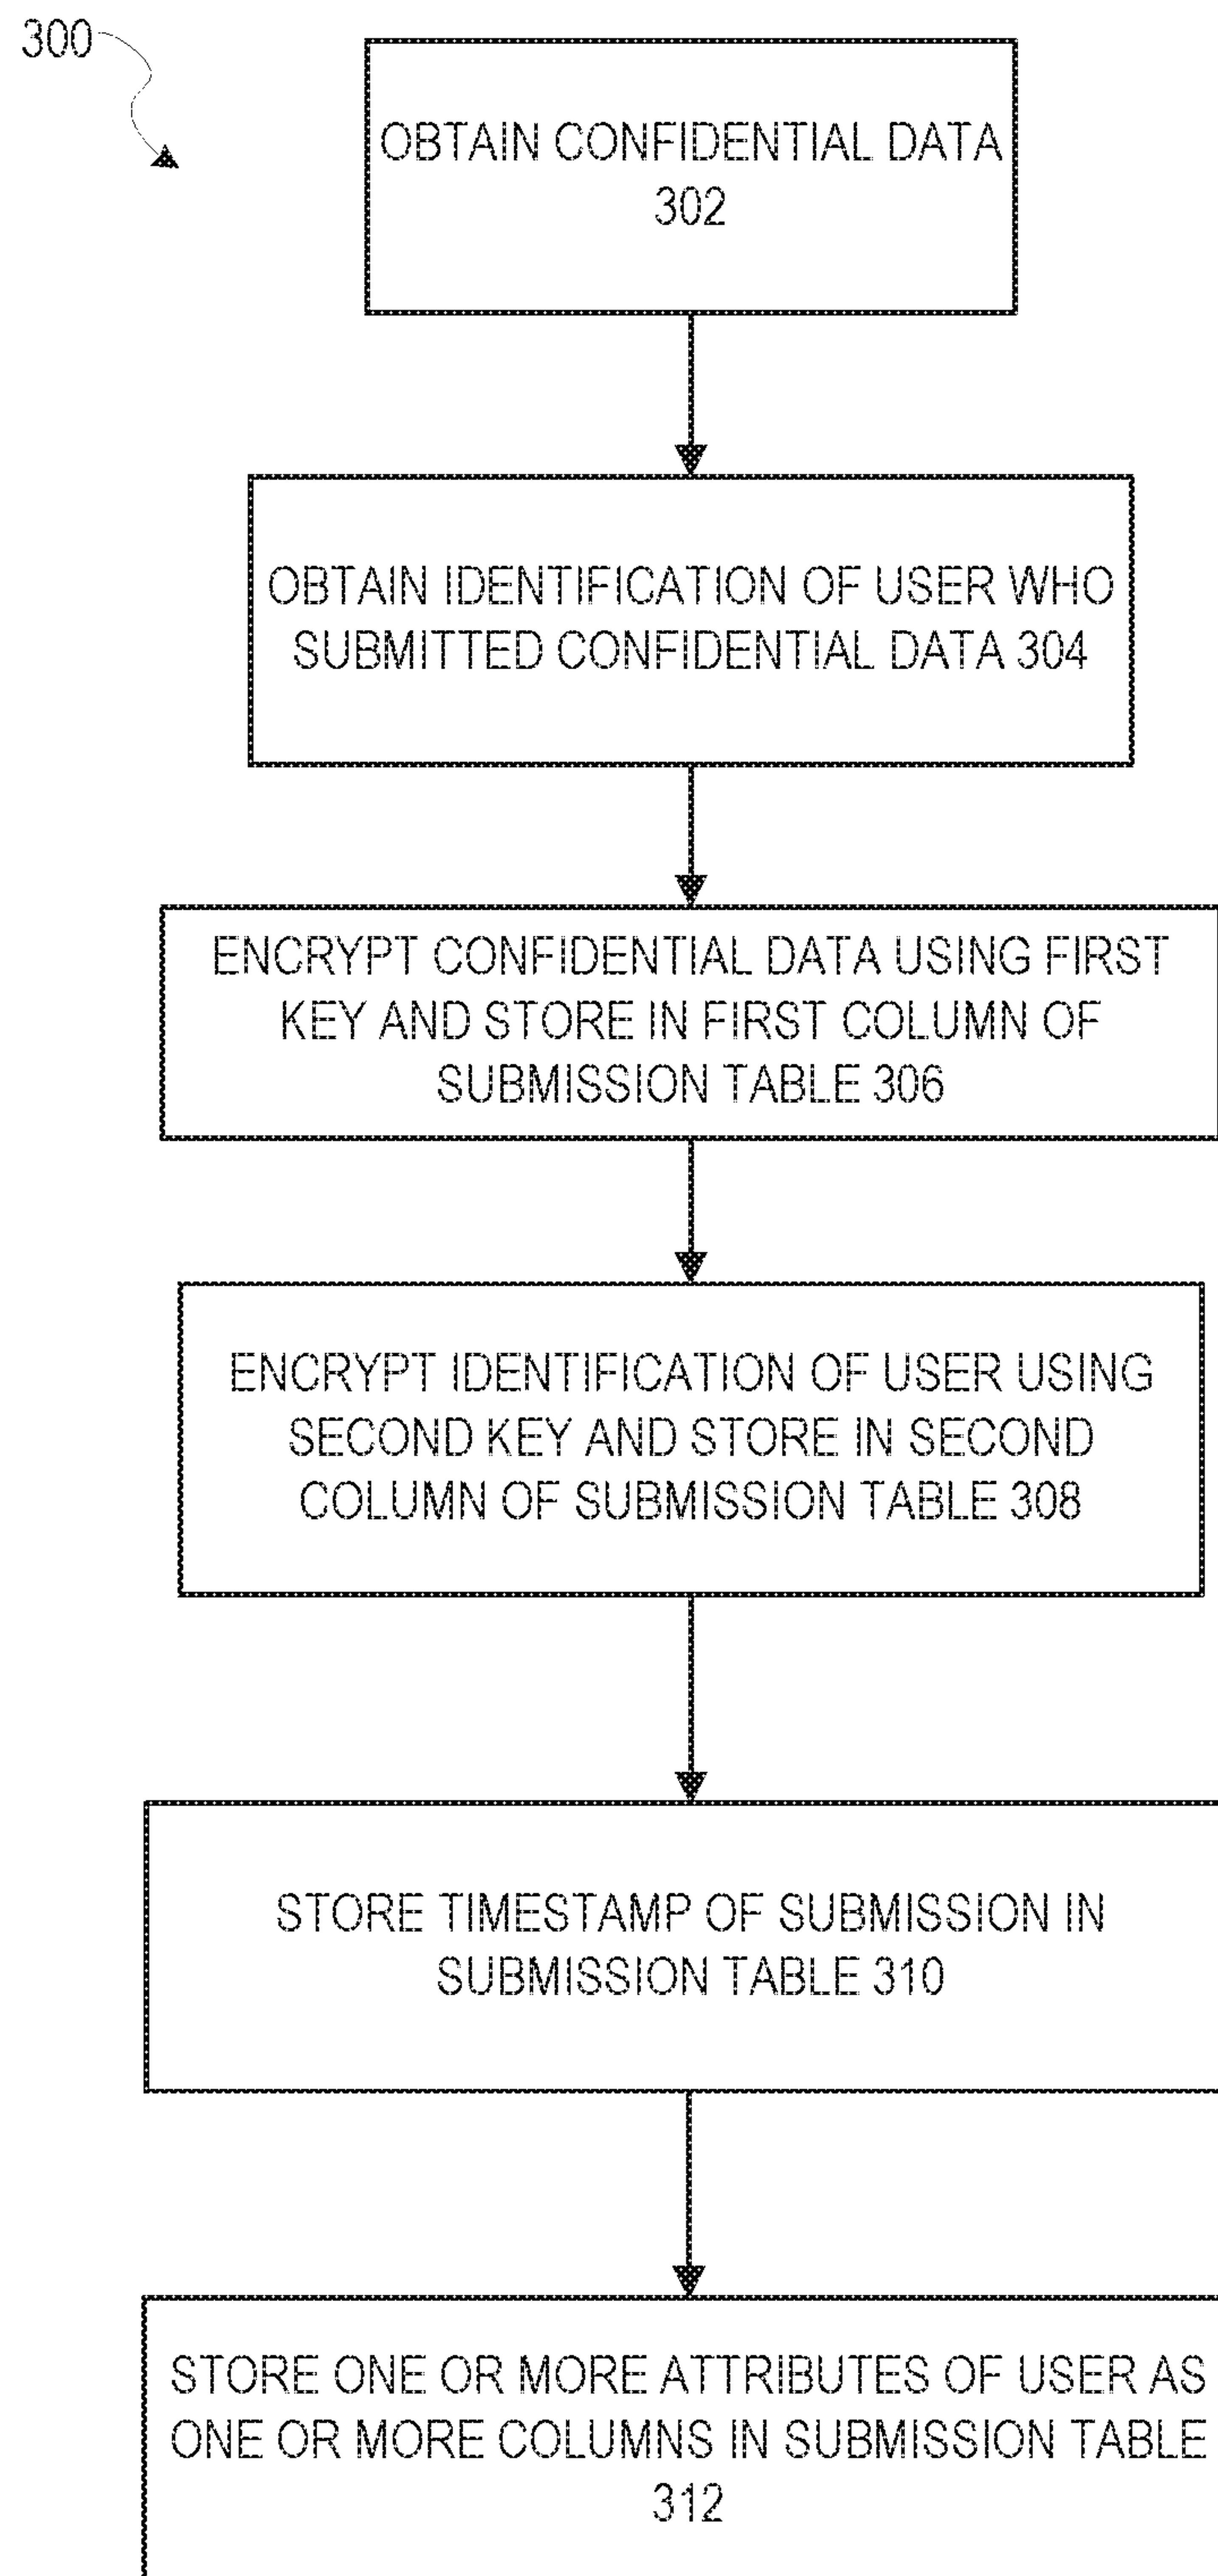 300
OBTAIN CONFIDENTIAL DATA
302
OBTAIN IDENTIFICATION OF USER WHO
SUBMITTED CONFIDENTIAL DATA 304
ENCRYPT CONFIDENTIAL DATA USING FIRST
KEY AND STORE IN FIRST COLUMN OF
SUBMISSION TABLE 306
ENCRYPT IDENTIFICATION OF USER USING
SECOND KEY AND STORE IN SECOND
COLUMN OF SUBMISSION TABLE 308
STORE TIMESTAMP OF SUBMISSION IN
SUBMISSION TABLE 310
STORE ONE OR MORE ATTRIBUTES OF USER AS
ONE OR MORE COLUMNS IN SUBMISSION TABLE
312